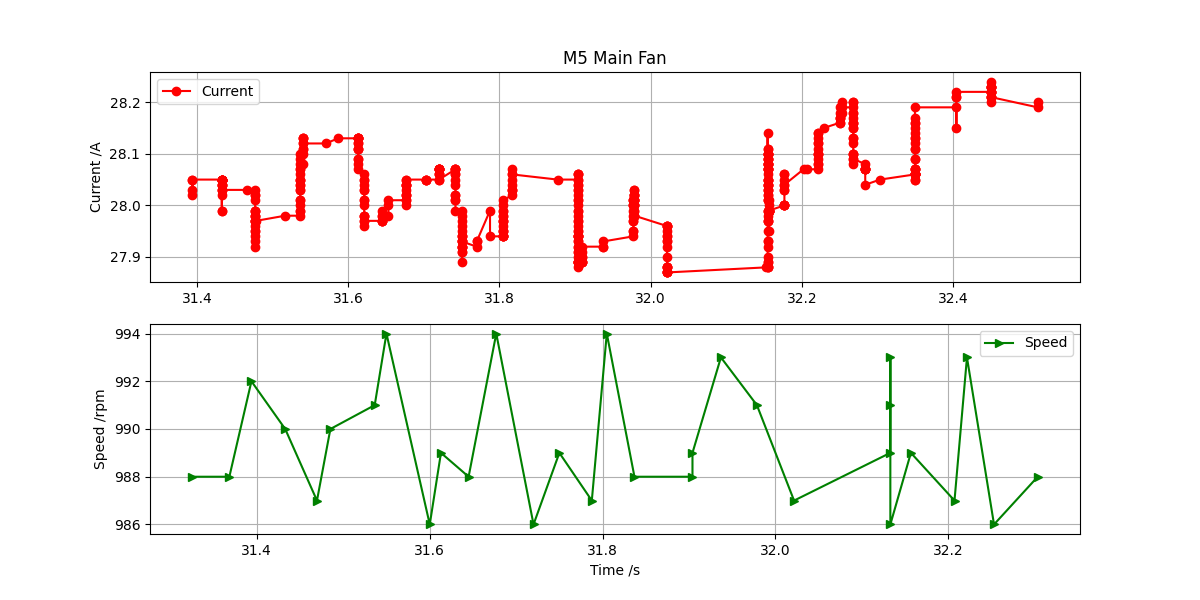 M5 Main Fan
Current
Current /A
28.2
28.1
28.0
27.9
31.4 31.6 31.8 32.0 32.2 32.4
Speed
Speed /rpm
994
992
990
988
986
31.4 31.6 31.8 32.0 32.2
Time /s